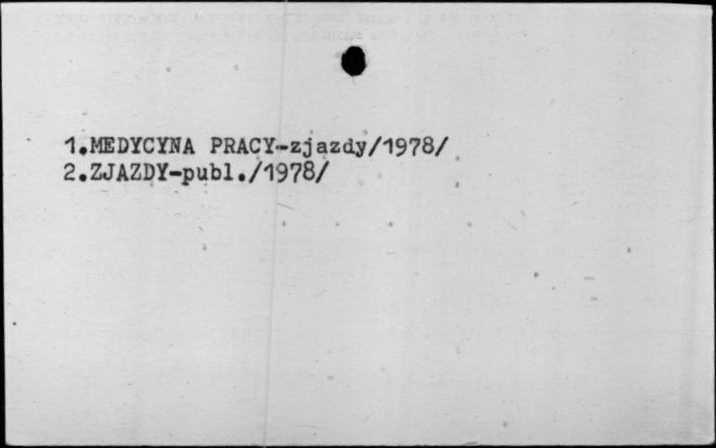 1.MEDYCYNA PRACY-zjazdy/1978/
2.ZJAZDY-publ./1978/